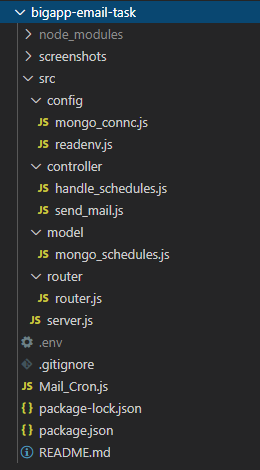 bigapp-email-task
node_modules
screenshots
src
config
JS mongo_connc.js
JS readenv.js
controller
JS handle_schedules.js
JS send_mail.js
model
JS mongo_schedules.js
router
JS router.js
JS server.js
.env
.gitignore
JS Mail_Cron.js
{} package-lock.json
{} package.json
README.md